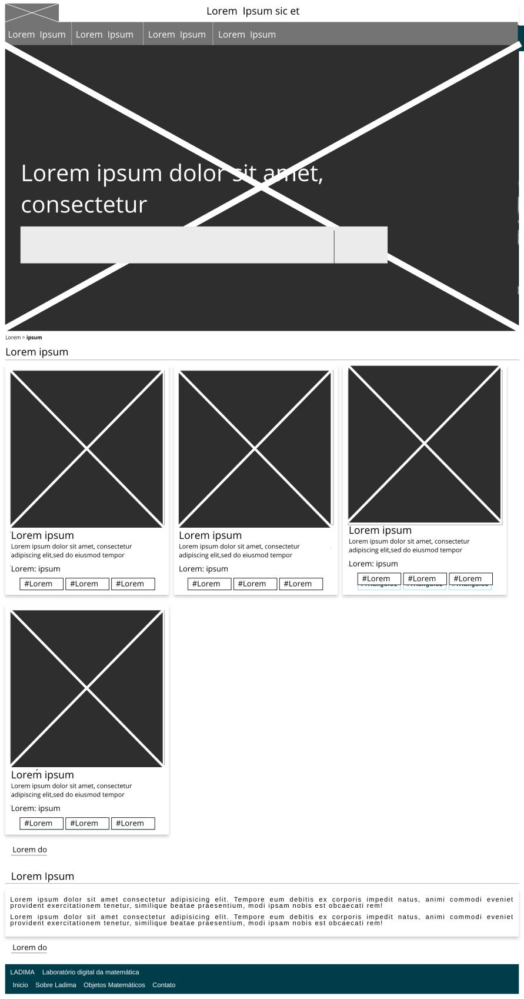 Lorem Ipsum sic et
Lorem Ipsum
Lorem Ipsum
Lorem Ipsum
Lorem Ipsum
Lorem ipsum dolor sit amet,
consectetur
Lorem > ipsum
Lorem ipsum
Lorem ipsum
Lorem ipsum dolor sit amet, consectetur
adipiscing elit,sed do eiusmod tempor
Lorem: ipsum
#Lorem
#Lorem
#Lorem
Lorem ipsum
Lorem ipsum dolor sit amet, consectetur
adipiscing elit,sed do eiusmod tempor
Lorem: ipsum
#Lorem
#Lorem
#Lorem
Lorem ipsum
Lorem ipsum dolor sit amet, consectetur
adipiscing elit,sed do eiusmod tempor
Lorem: ipsum
#Lorem
#Lorem
#Lorem
Lorem ipsum
Lorem ipsum dolor sit amet, consectetur
adipiscing elit,sed do eiusmod tempor
Lorem: ipsum
#Lorem
#Lorem
#Lorem
Lorem do
Lorem Ipsum
Lorem ipsum dolor sit amet consectetur adipisicing elit. Tempore eum debitis ex corporis impedit natus, animi commodi eveniet
provident exercitationem tenetur, similique beatae praesentium, modi ipsam nobis est obcaecati rem!
Lorem ipsum dolor sit amet consectetur adipisicing elit. Tempore eum debitis ex corporis impedit natus, animi commodi eveniet
provident exercitationem tenetur, similique beatae praesentium, modi ipsam nobis est obcaecati rem!
Lorem do
LADIMA Laboratório digital da matemática
Inicio Sobre Ladima Objetos Matemáticos Contato